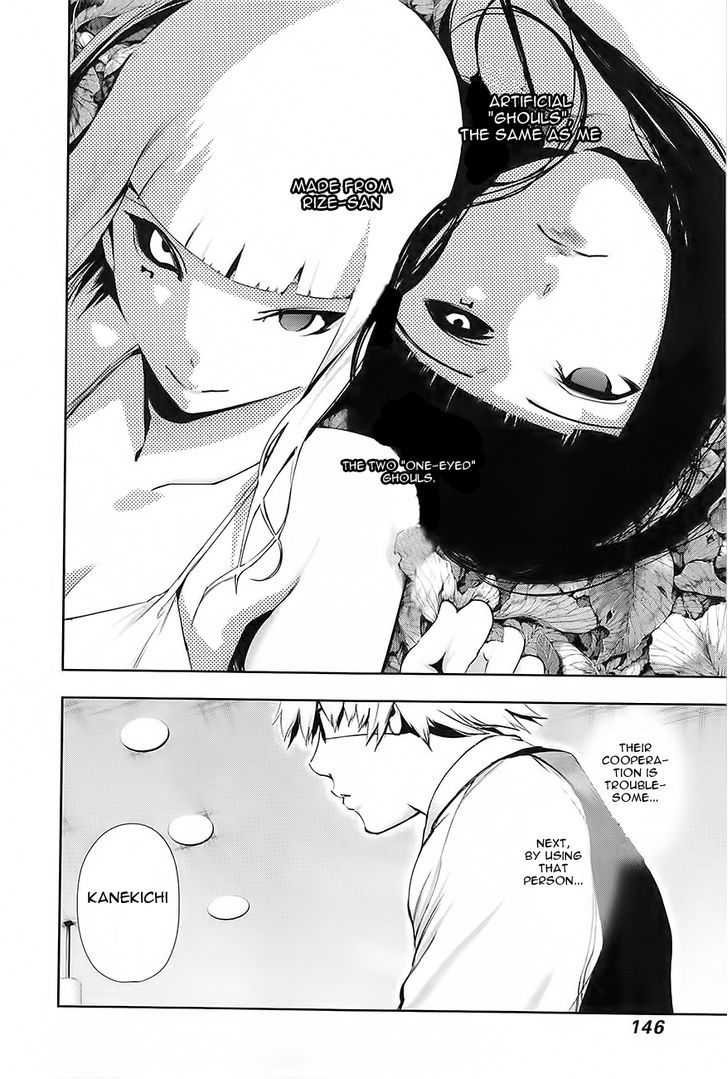 ARTIFICIAL
"GHOULS",
THE SAME AS ME
MADE FROM
RIZE-SAN
THE TWO "ONE-EYED"
GHOULS.
THEIR
COOPERA-
TION IS
TROUBLE-
SOME...
NEXT,
BY USING
THAT
PERSON...
KANEKICHI
146